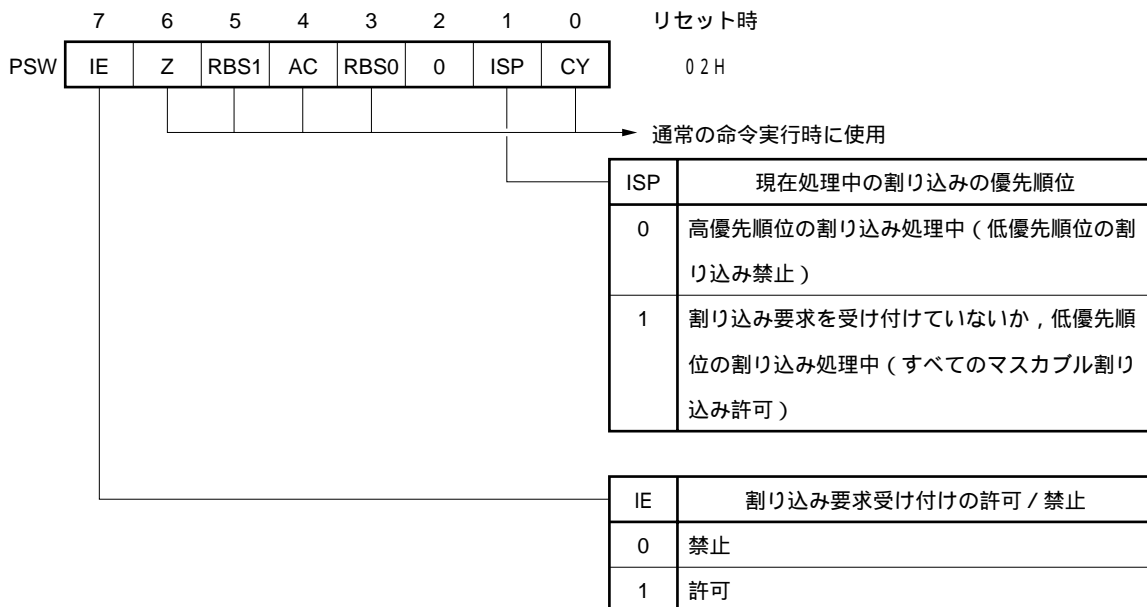 7 6 5 4 3 2 1 0 リセット時
PSW IE Z RBS1 AC RBS0 0 ISP CY 02H
通常の命令実行時に使用
ISP 現在処理中の割り込みの優先順位
0 高優先順位の割り込み処理中（低優先順位の割
り込み禁止）
1 割り込み要求を受け付けていないか，低優先順
位の割り込み処理中（すべてのマスカブル割り
込み許可）
IE 割り込み要求受け付けの許可／禁止
0 禁止
1 許可